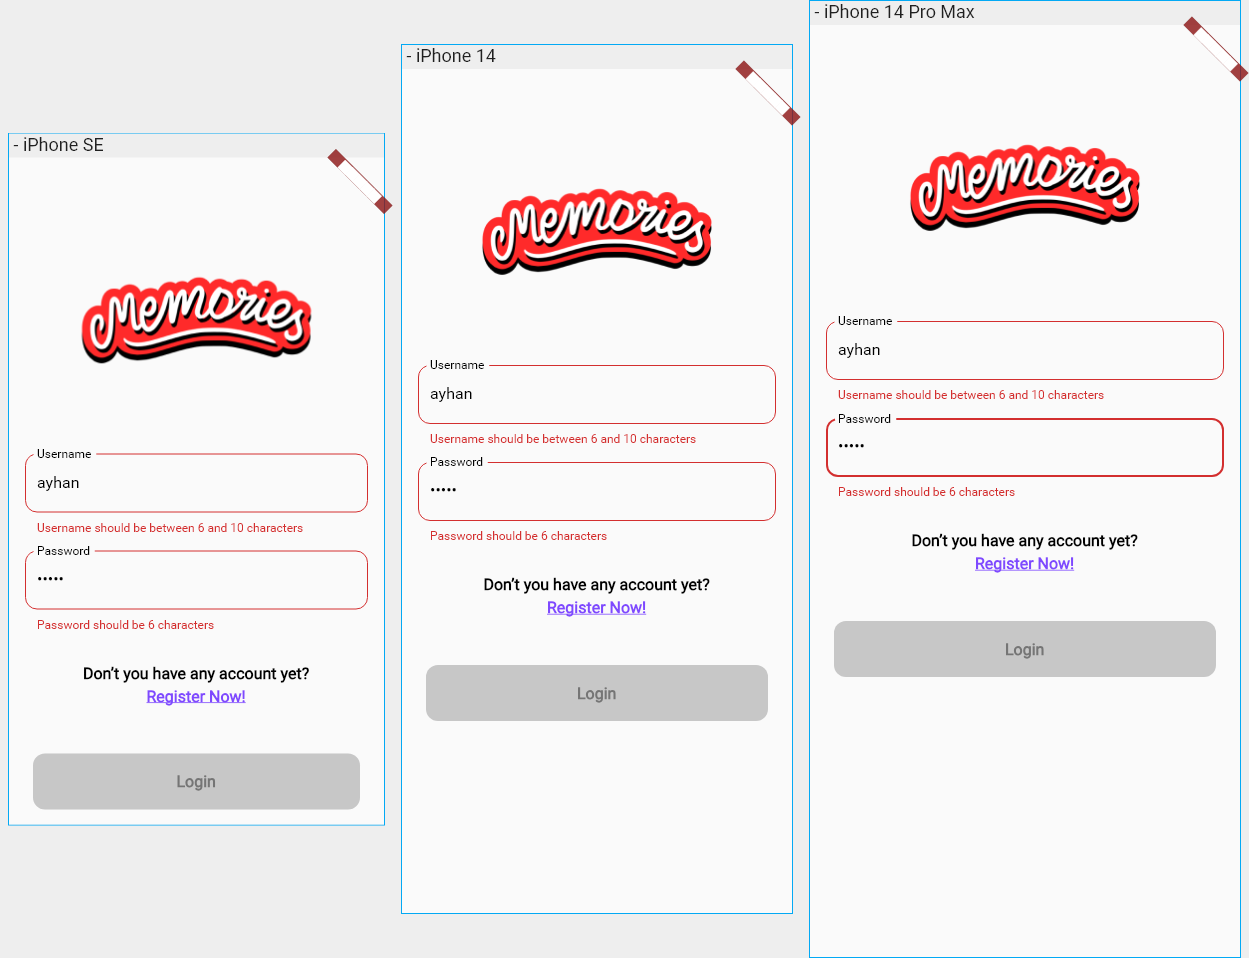 - iPhone SE
Memories
Username
ayhan
Username should be between 6 and 10 characters
Password
•••••
Password should be 6 characters
Don't you have any account yet?
Register Now!
Login
- iPhone 14
Memories
Username
ayhan
Username should be between 6 and 10 characters
Password
•••••
Password should be 6 characters
Don't you have any account yet?
Register Now!
Login
- iPhone 14 Pro Max
Memories
Username
ayhan
Username should be between 6 and 10 characters
Password
•••••
Password should be 6 characters
Don't you have any account yet?
Register Now!
Login